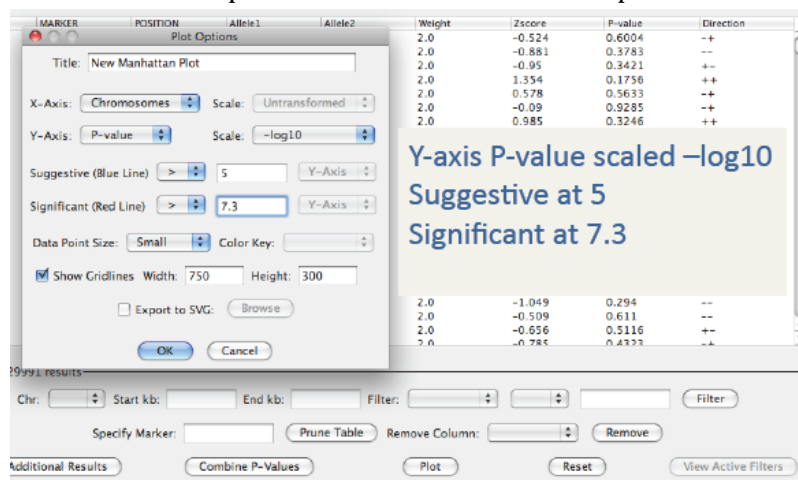 MARKER POSITION Allele1 Allele2 Weight Zscore P-value Direction
Plot Options
2.0 -0.524 0.6004 -+
2.0 -0.881 0.3783 --
Title: New Manhattan Plot
2.0 -0.95 0.3421 +-
2.0 1.354 0.1756 ++
2.0 0.578 0.5633 -+
X-Axis: Chromosomes Scale: Untransformed
2.0 -0.09 0.9285 -+
2.0 0.985 0.3246 ++
Y-Axis: P-value Scale: -log10
Y-axis P-value scaled –log10
Suggestive at 5
Significant at 7.3
Suggestive (Blue Line) > 5 Y-Axis
Significant (Red Line) > 7.3 Y-Axis
Data Point Size: Small Color Key:
Show Gridlines Width: 750 Height: 300
Export to SVG: Browse
2.0 -1.049 0.294 --
2.0 -0.509 0.611 --
2.0 -0.656 0.5116 +-
2.0 -0.785 0.4323 -+
OK Cancel
29991 results
Chr: Start kb: End kb: Filter: Filter
Specify Marker: Prune Table Remove Column: Remove
Additional Results Combine P-Values Plot Reset View Active Filters